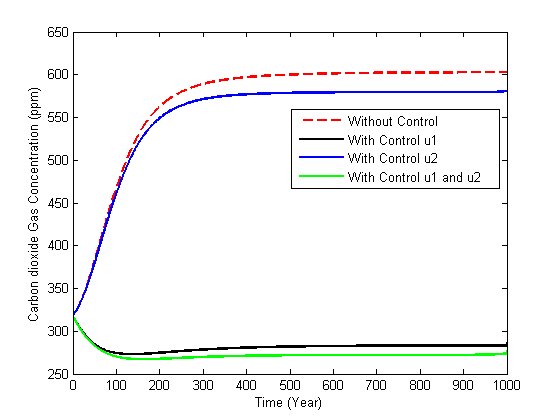 650
600
550
500
450
400
350
300
250
Carbon dioxide Gas Concentration (ppm)
Without Control
With Control u1
With Control u2
With Control u1 and u2
0 100 200 300 400 500 600 700 800 900 1000
Time (Year)